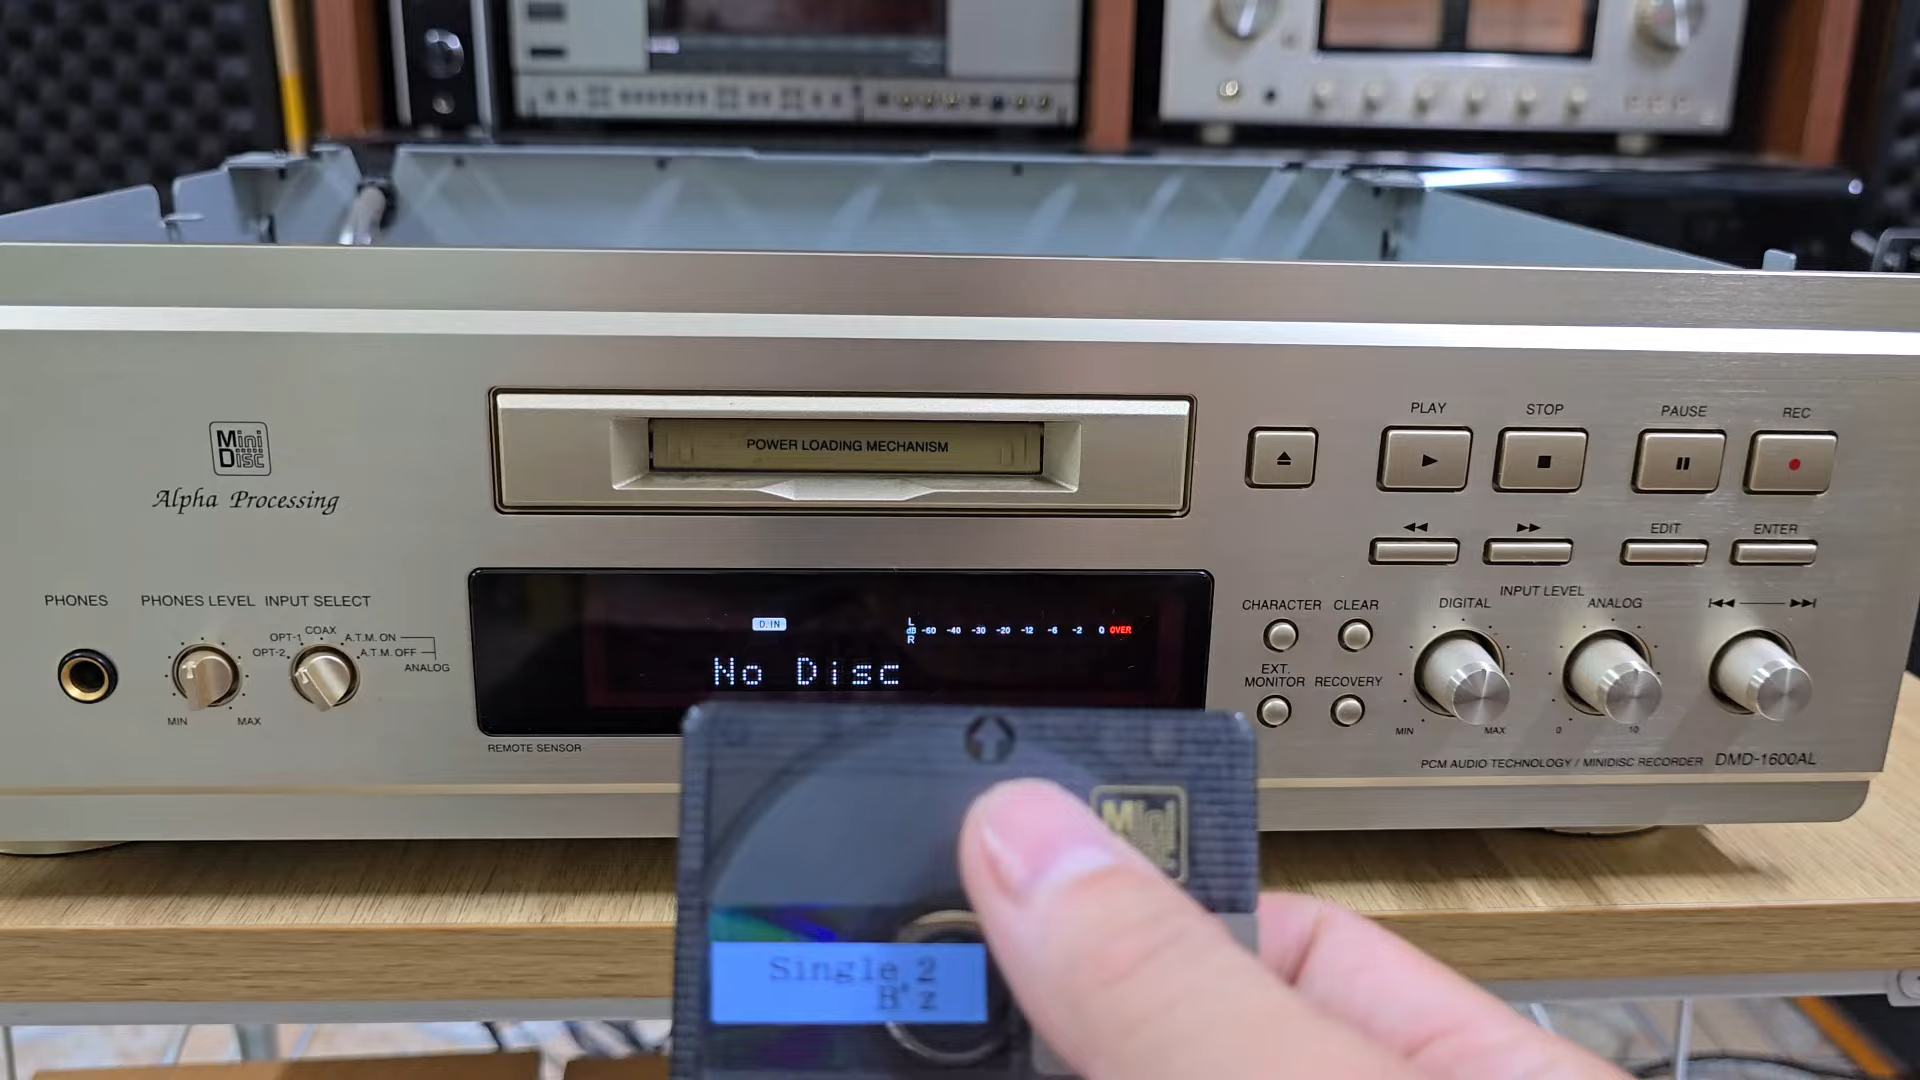 POWER LOADING MECHANISM
Mini
Disc
Alpha Processing
PLAY
STOP
PAUSE
REC
EDIT
ENTER
PHONES
PHONES LEVEL
INPUT SELECT
OPT-1
COAX
A.T.M. ON
OPT-2
A.T.M. OFF
ANALOG
MIN
MAX
D.IN
L
dB
R
-60 -40 -30 -20 -12 -6 -2 0 OVER
No Disc
REMOTE SENSOR
CHARACTER
CLEAR
EXT.
MONITOR
RECOVERY
INPUT LEVEL
DIGITAL
ANALOG
MIN
MAX
0
10
PCM AUDIO TECHNOLOGY / MINIDISC RECORDER
DMD-1600AL
Mini
Single 2
B'z